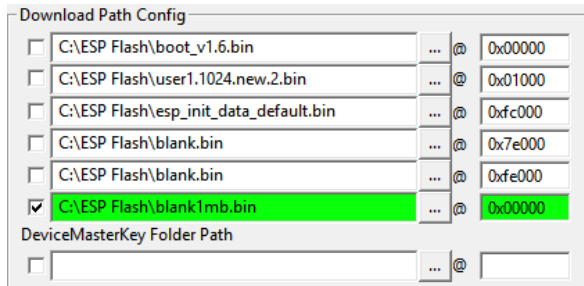 Download Path Config
C:\ESP Flash\boot_v1.6.bin ... @ 0x00000
C:\ESP Flash\user1.1024.new.2.bin ... @ 0x01000
C:\ESP Flash\esp_init_data_default.bin ... @ 0xfc000
C:\ESP Flash\blank.bin ... @ 0x7e000
C:\ESP Flash\blank.bin ... @ 0xfe000
C:\ESP Flash\blank1mb.bin ... @ 0x00000
DeviceMasterKey Folder Path
... @